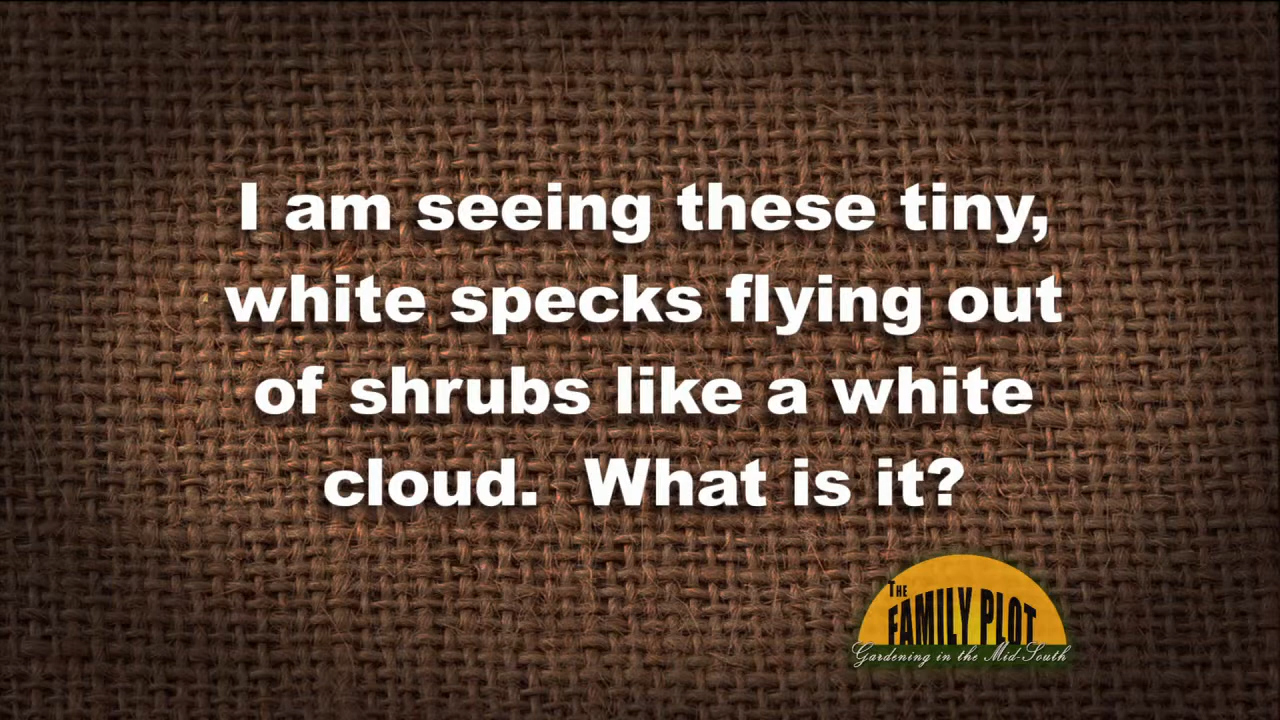 I am seeing these tiny,
white specks flying out
of shrubs like a white
cloud.  What is it?
THE
FAMILY PLOT
Gardening in the Mid-South